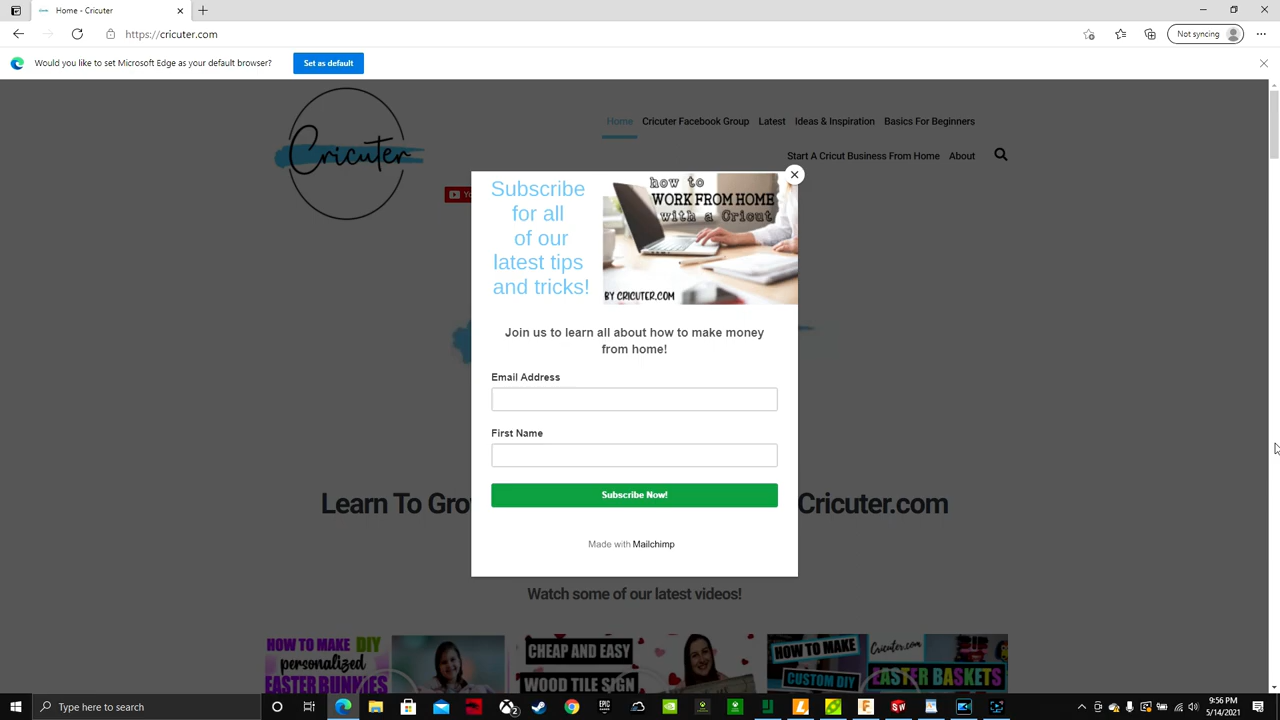 Home - Cricuter
https://cricuter.com
Not syncing
Would you like to set Microsoft Edge as your default browser?
Set as default
Cricuter
Home
Cricuter Facebook Group
Latest
Ideas & Inspiration
Basics For Beginners
Start A Cricut Business From Home
About
Subscribe
for all
of our
latest tips
and tricks!
how to
WORK FROM HOME
with a Cricut
BY CRICUTER.COM
Join us to learn all about how to make money
from home!
Email Address
First Name
Subscribe Now!
Made with Mailchimp
Learn To
Cricuter.com
Watch some of our latest videos!
HOW TO MAKE DIY
personalized
EASTER BUNNIES
CHEAP AND EASY
WOOD TILE SIGN
HOW TO MAKE
CUSTOM DIY
Cricuter.com
EASTER BASKETS
Type here to search
EPIC
9:56 PM
5/14/2021